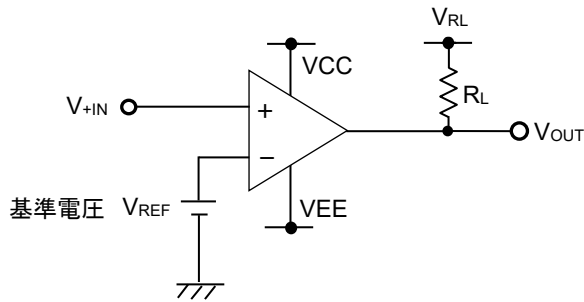 VRL
VCC
RL
V+IN
+
−
VOUT
VEE
基準電圧 VREF